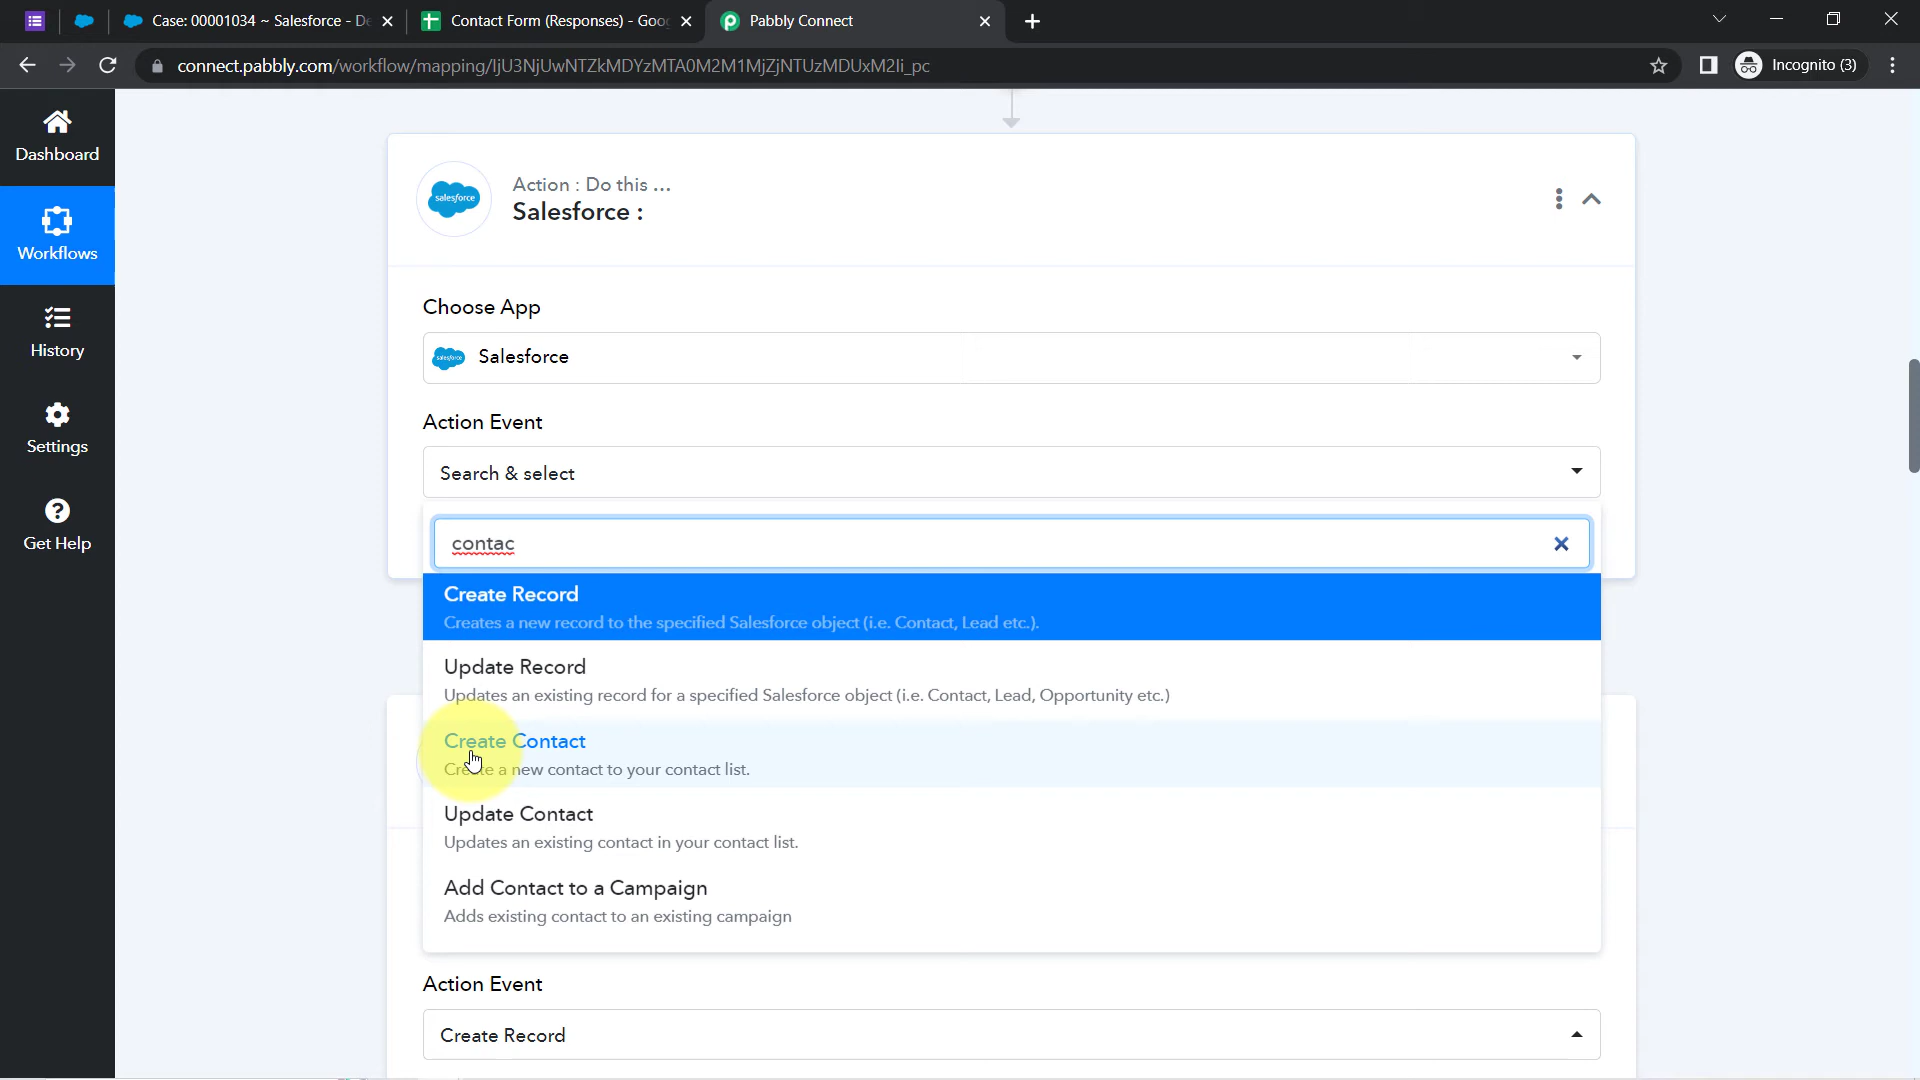 Case: 00001034 ~ Salesforce - De
Contact Form (Responses) - Goog
Pabbly Connect
connect.pabbly.com/workflow/mapping/IjU3NjUwNTZkMDYzMTA0M2M1MjZjNTUzMDUxM2Ii_pc
Incognito (3)
Dashboard
Workflows
History
Settings
Get Help
salesforce
Action : Do this ...
Salesforce :
Choose App
salesforce
Salesforce
Action Event
Search & select
contac
Create Record
Creates a new record to the specified Salesforce object (i.e. Contact, Lead etc.).
Update Record
Updates an existing record for a specified Salesforce object (i.e. Contact, Lead, Opportunity etc.)
Create Contact
Create a new contact to your contact list.
Update Contact
Updates an existing contact in your contact list.
Add Contact to a Campaign
Adds existing contact to an existing campaign
Action Event
Create Record